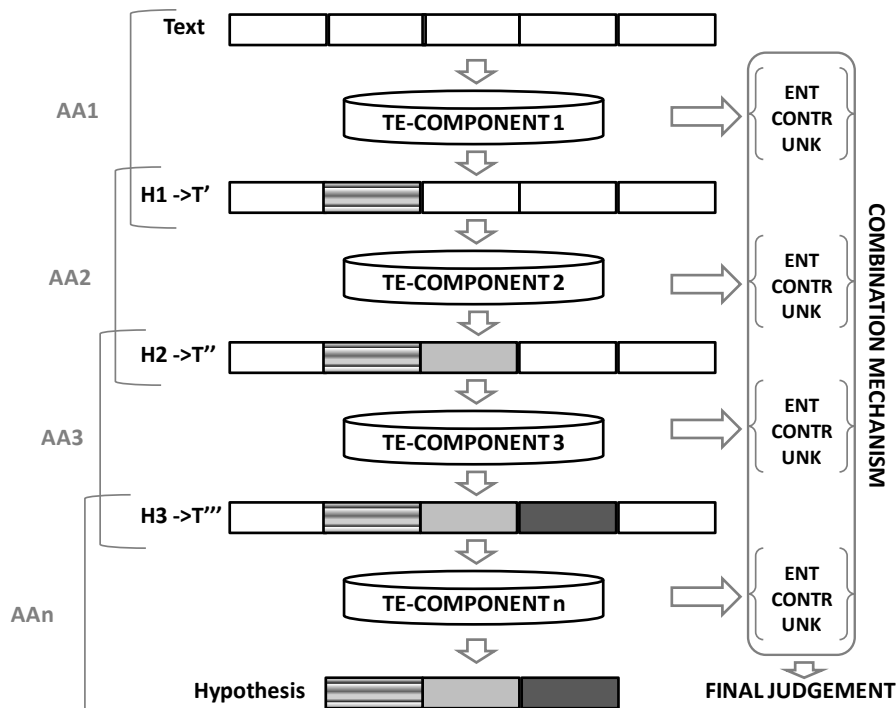 Text
AA1
TE-COMPONENT 1
ENT
CONTR
UNK
H1 ->T’
AA2
TE-COMPONENT 2
ENT
CONTR
UNK
H2 ->T’’
AA3
TE-COMPONENT 3
ENT
CONTR
UNK
H3 ->T’’’
AAn
TE-COMPONENT n
ENT
CONTR
UNK
COMBINATION MECHANISM
Hypothesis
FINAL JUDGEMENT